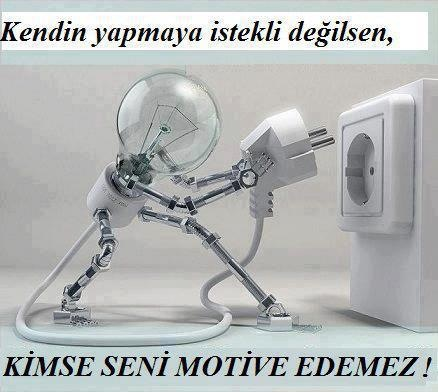 Kendin yapmaya istekli değilsen,
KİMSE SENİ MOTİVE EDEMEZ !